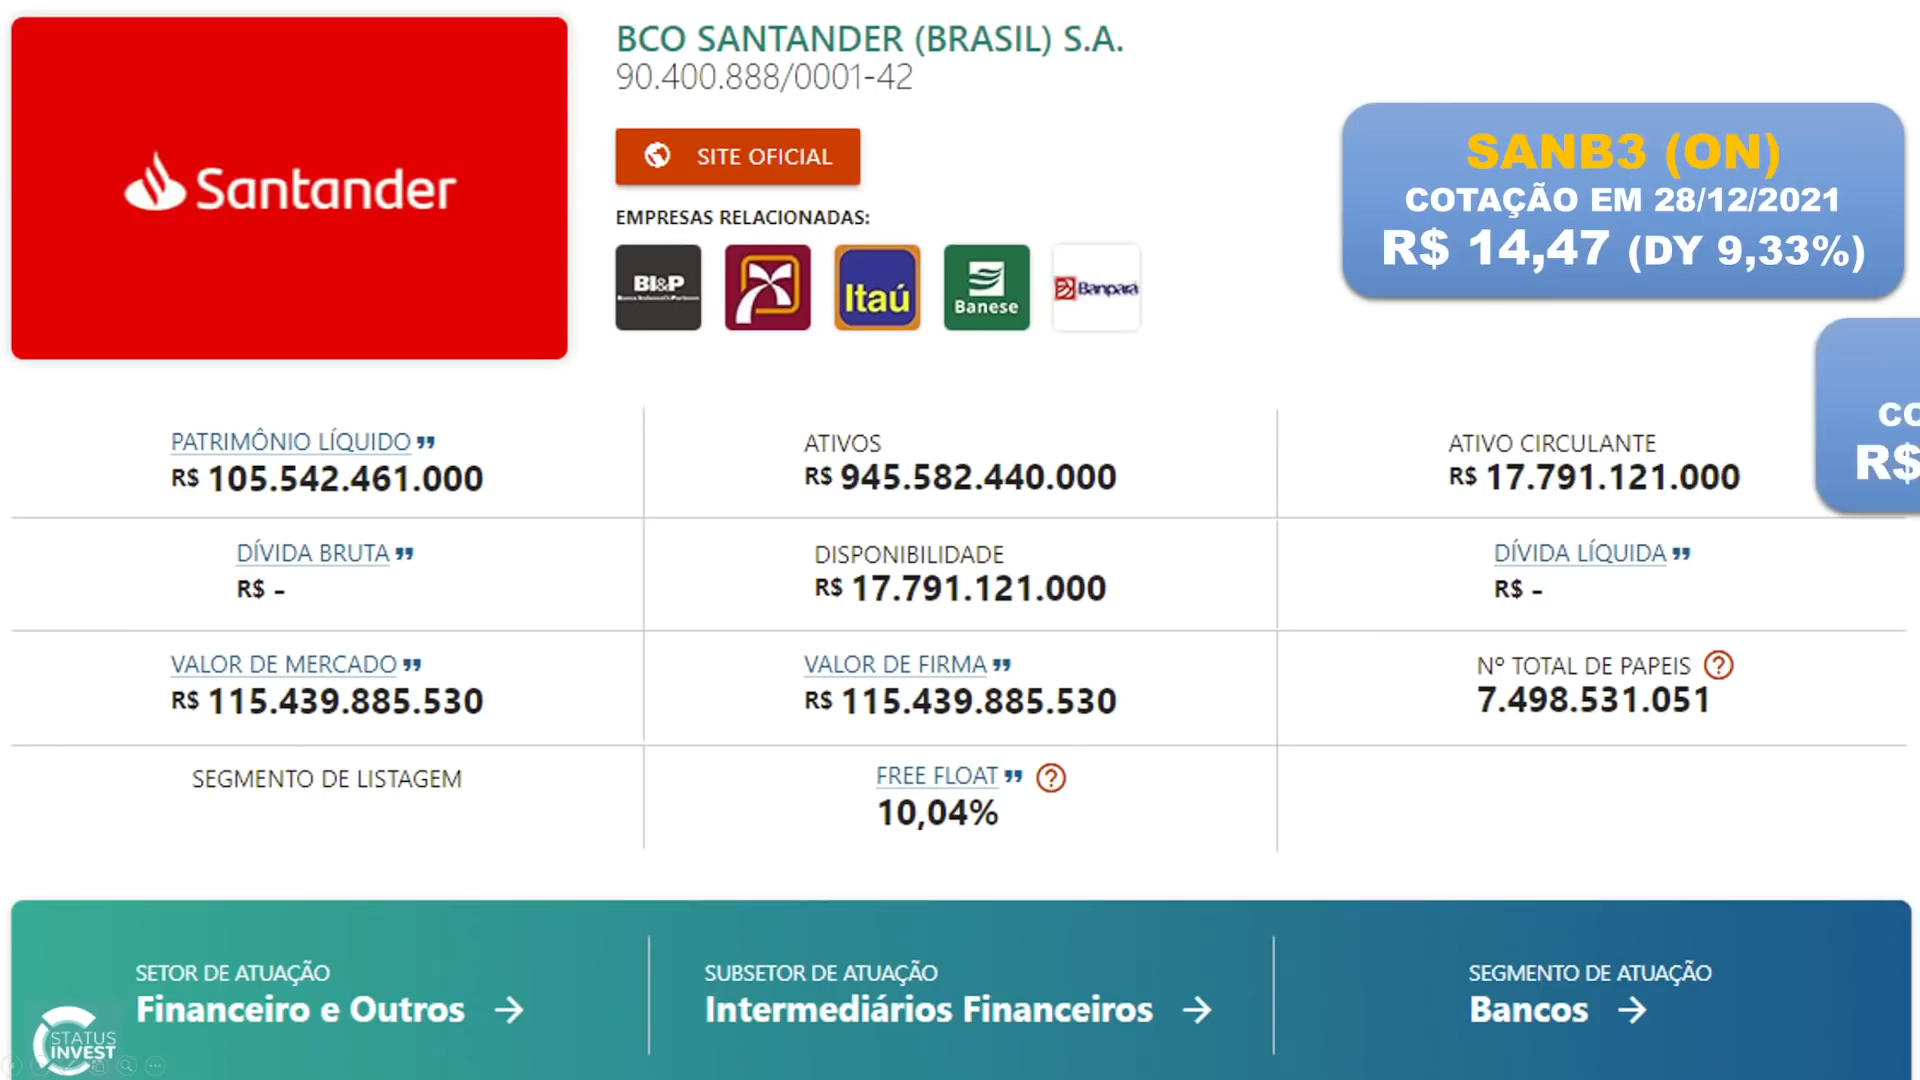 Santander
BCO SANTANDER (BRASIL) S.A.
90.400.888/0001-42
SITE OFICIAL
EMPRESAS RELACIONADAS:
BI&P
Itaú
Banese
Banpará
SANB3 (ON)
COTAÇÃO EM 28/12/2021
R$ 14,47 (DY 9,33%)
CO
R$
PATRIMÔNIO LÍQUIDO
R$ 105.542.461.000
ATIVOS
R$ 945.582.440.000
ATIVO CIRCULANTE
R$ 17.791.121.000
DÍVIDA BRUTA
R$ -
DISPONIBILIDADE
R$ 17.791.121.000
DÍVIDA LÍQUIDA
R$ -
VALOR DE MERCADO
R$ 115.439.885.530
VALOR DE FIRMA
R$ 115.439.885.530
Nº TOTAL DE PAPEIS
7.498.531.051
SEGMENTO DE LISTAGEM
FREE FLOAT
10,04%
SETOR DE ATUAÇÃO
Financeiro e Outros
SUBSETOR DE ATUAÇÃO
Intermediários Financeiros
SEGMENTO DE ATUAÇÃO
Bancos
STATUS
INVEST